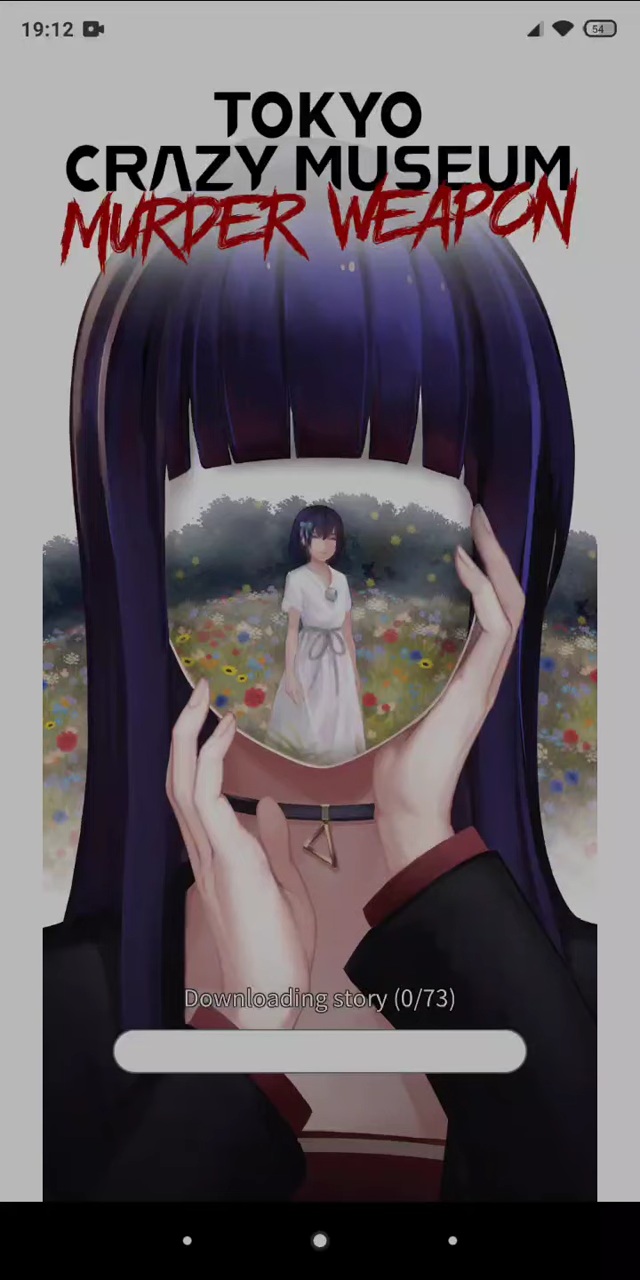 19:12
54
TOKYO
CRAZY MUSEUM
MURDER WEAPON
Downloading story (0/73)